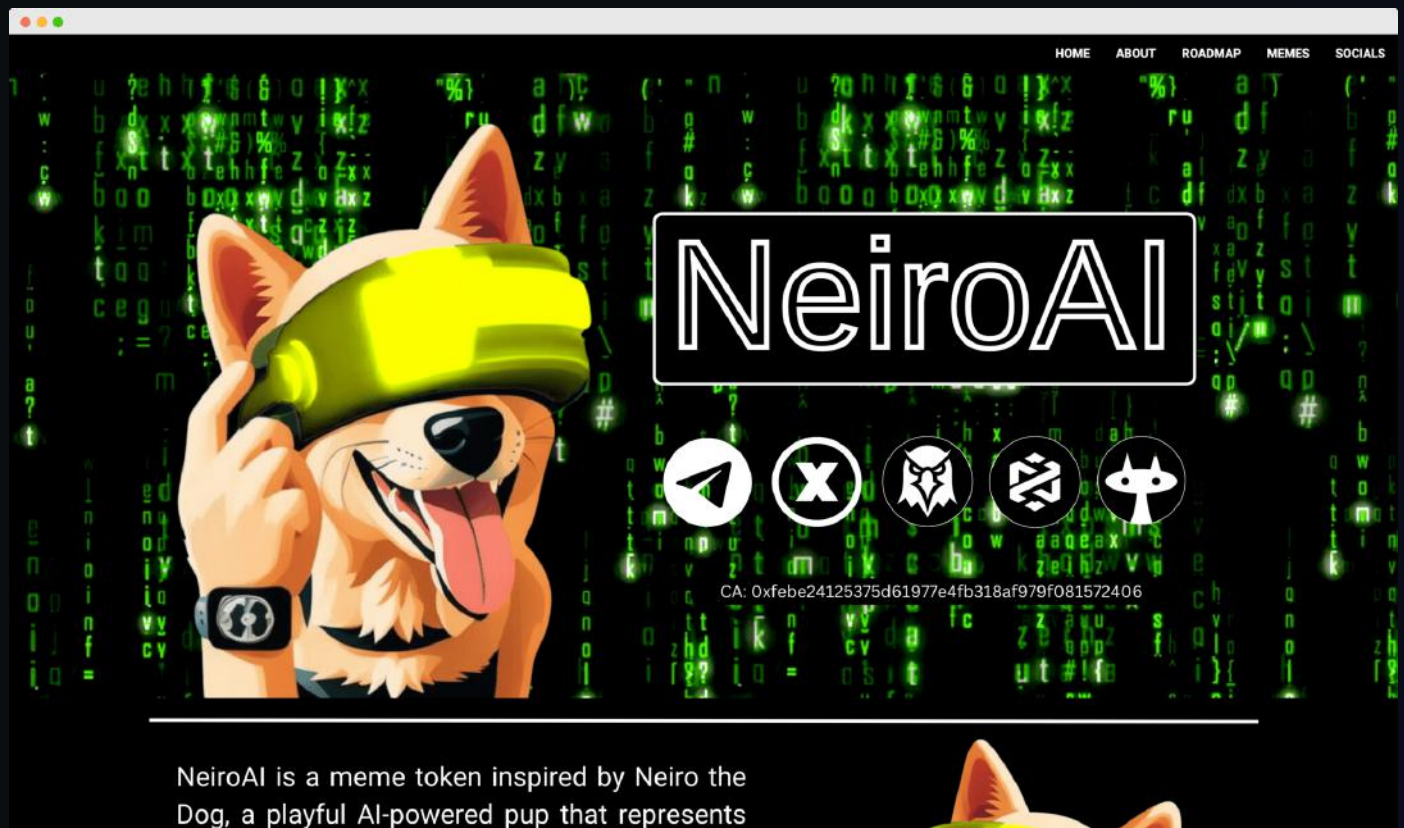 HOME ABOUT ROADMAP MEMES SOCIALS
NeiroAI
CA: 0xfebe24125375d61977e4fb318af979f081572406
NeiroAI is a meme token inspired by Neiro the
Dog, a playful AI-powered pup that represents